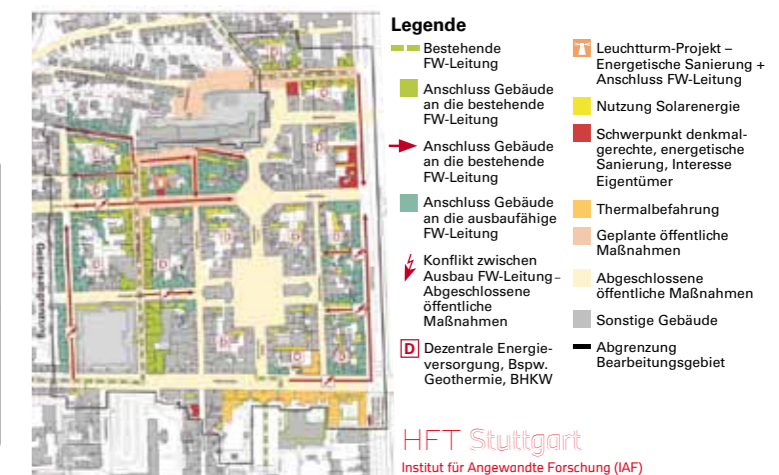 Legende
Bestehende
FW-Leitung
Anschluss Gebäude
an die bestehende
FW-Leitung
Anschluss Gebäude
an die bestehende
FW-Leitung
Anschluss Gebäude
an die ausbaufähige
FW-Leitung
Konflikt zwischen
Ausbau FW-Leitung –
Abgeschlossene
öffentliche
Maßnahmen
D Dezentrale Energie-
versorgung, Bspw.
Geothermie, BHKW
Leuchtturm-Projekt –
Energetische Sanierung +
Anschluss FW-Leitung
Nutzung Solarenergie
Schwerpunkt denkmal-
gerechte, energetische
Sanierung, Interesse
Eigentümer
Thermalbefahrung
Geplante öffentliche
Maßnahmen
Abgeschlossene
öffentliche Maßnahmen
Sonstige Gebäude
Abgrenzung
Bearbeitungsgebiet
HFT Stuttgart
Institut für Angewandte Forschung (IAF)